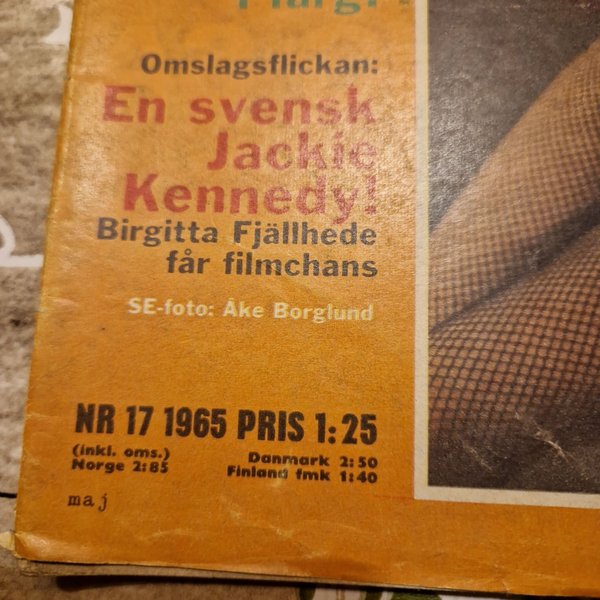 i färg!
Omslagsflickan:
En svensk
Jackie
Kennedy!
Birgitta Fjällhede
får filmchans
SE-foto: Åke Borglund
NR 17 1965 PRIS 1:25
(inkl. oms.) Danmark 2:50
Norge 2:85 Finland fmk 1:40
maj